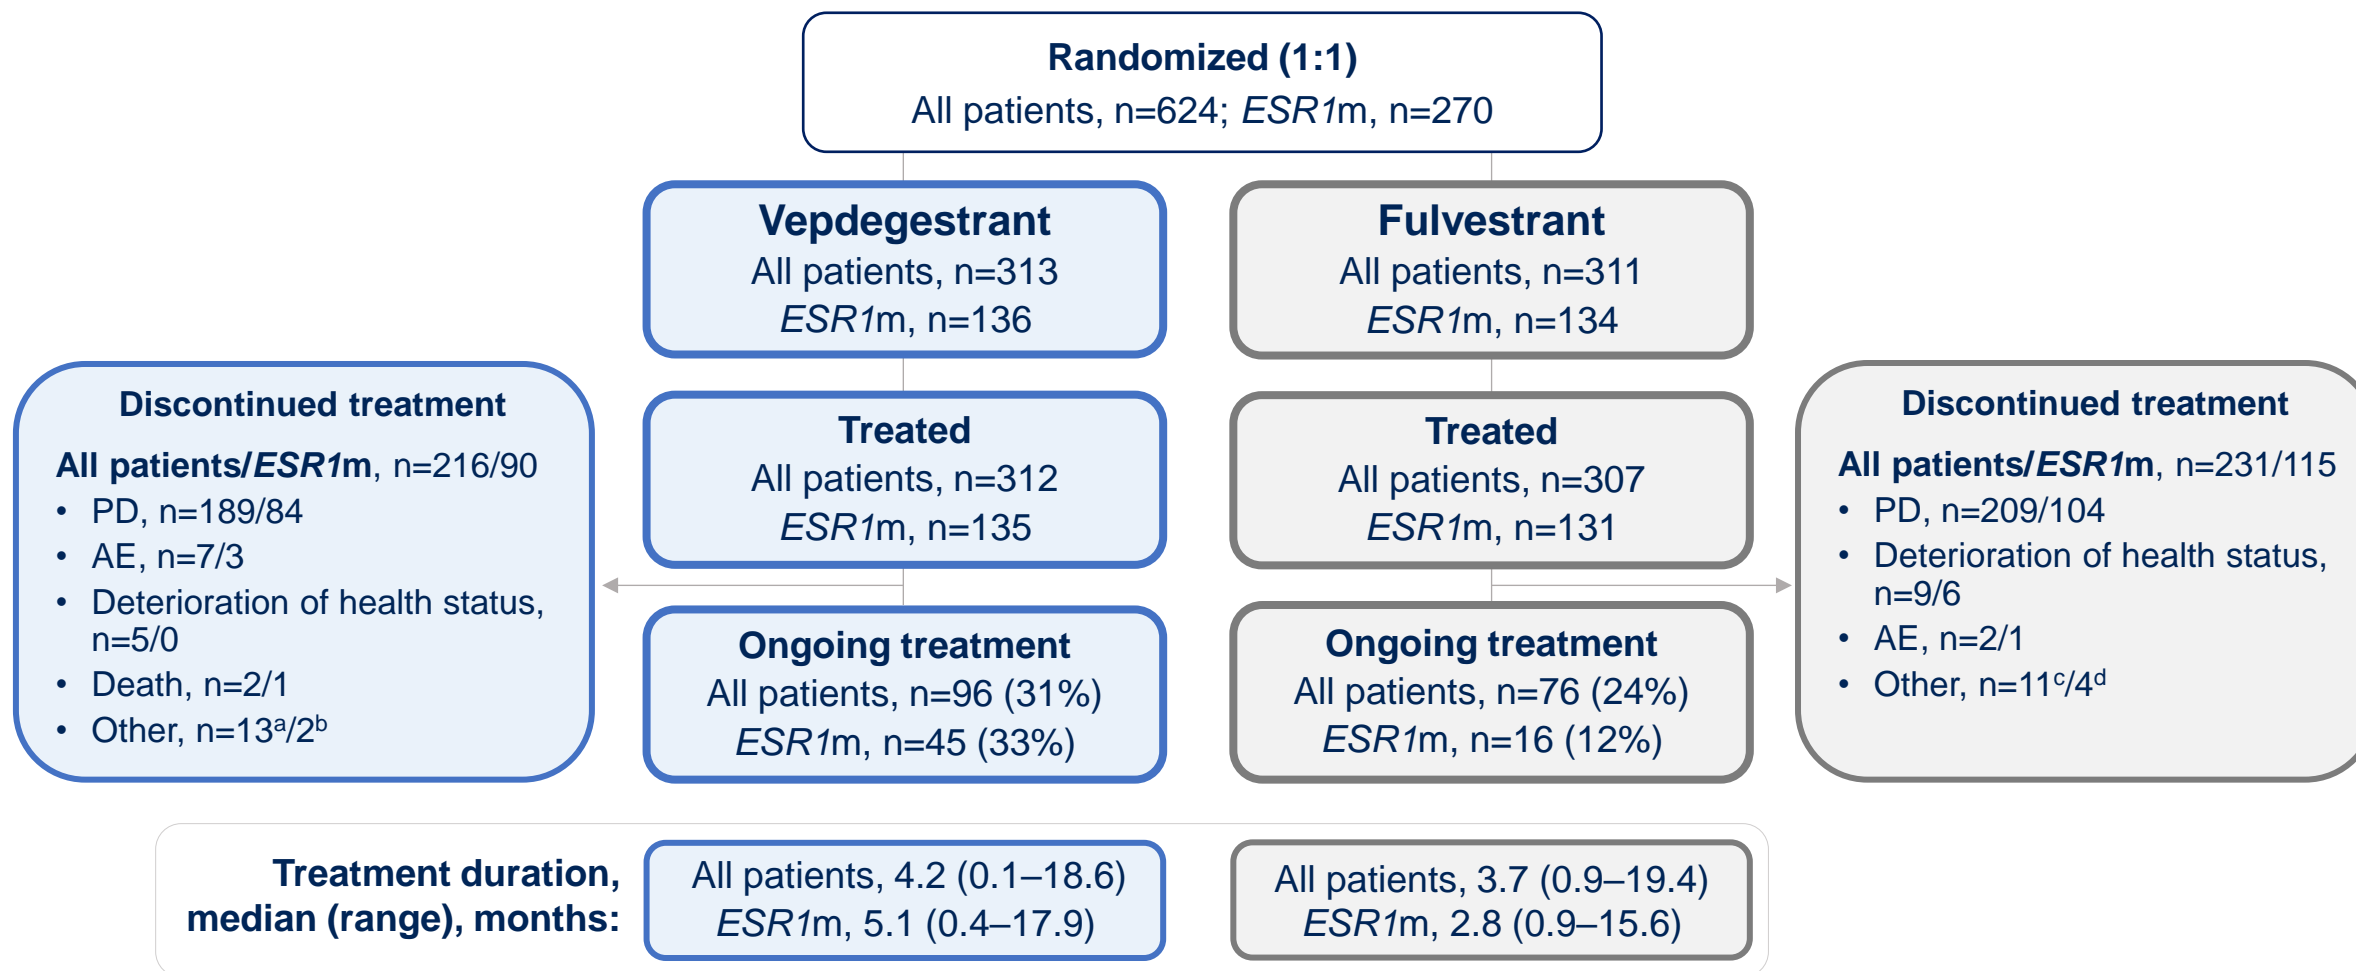 Randomized (1:1)
All patients, n=624; ESR1m, n=270
Vepdegestrant
All patients, n=313
ESR1m, n=136
Fulvestrant
All patients, n=311
ESR1m, n=134
Discontinued treatment
All patients/ESR1m, n=216/90
• PD, n=189/84
• AE, n=7/3
• Deterioration of health status,
n=5/0
• Death, n=2/1
• Other, n=13ᵃ/2ᵇ
Treated
All patients, n=312
ESR1m, n=135
Treated
All patients, n=307
ESR1m, n=131
Discontinued treatment
All patients/ESR1m, n=231/115
• PD, n=209/104
• Deterioration of health status,
n=9/6
• AE, n=2/1
• Other, n=11ᶜ/4ᵈ
Ongoing treatment
All patients, n=96 (31%)
ESR1m, n=45 (33%)
Ongoing treatment
All patients, n=76 (24%)
ESR1m, n=16 (12%)
Treatment duration,
median (range), months:
All patients, 4.2 (0.1–18.6)
ESR1m, 5.1 (0.4–17.9)
All patients, 3.7 (0.9–19.4)
ESR1m, 2.8 (0.9–15.6)